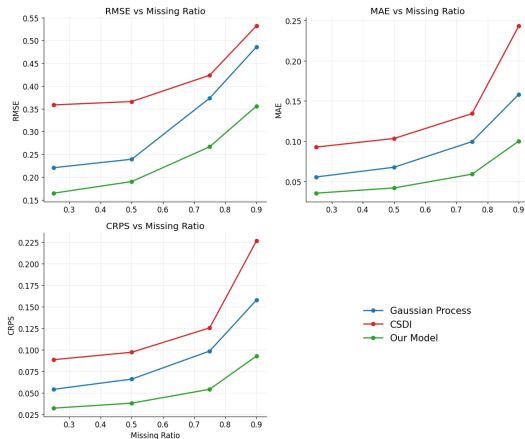 RMSE vs Missing Ratio
0.55
0.50
0.45
0.40
0.35
0.30
0.25
0.20
0.15
RMSE
0.3 0.4 0.5 0.6 0.7 0.8 0.9
MAE vs Missing Ratio
0.25
0.20
0.15
0.10
0.05
MAE
0.3 0.4 0.5 0.6 0.7 0.8 0.9
CRPS vs Missing Ratio
0.225
0.200
0.175
0.150
0.125
0.100
0.075
0.050
0.025
CRPS
0.3 0.4 0.5 0.6 0.7 0.8 0.9
Missing Ratio
Gaussian Process
CSDI
Our Model